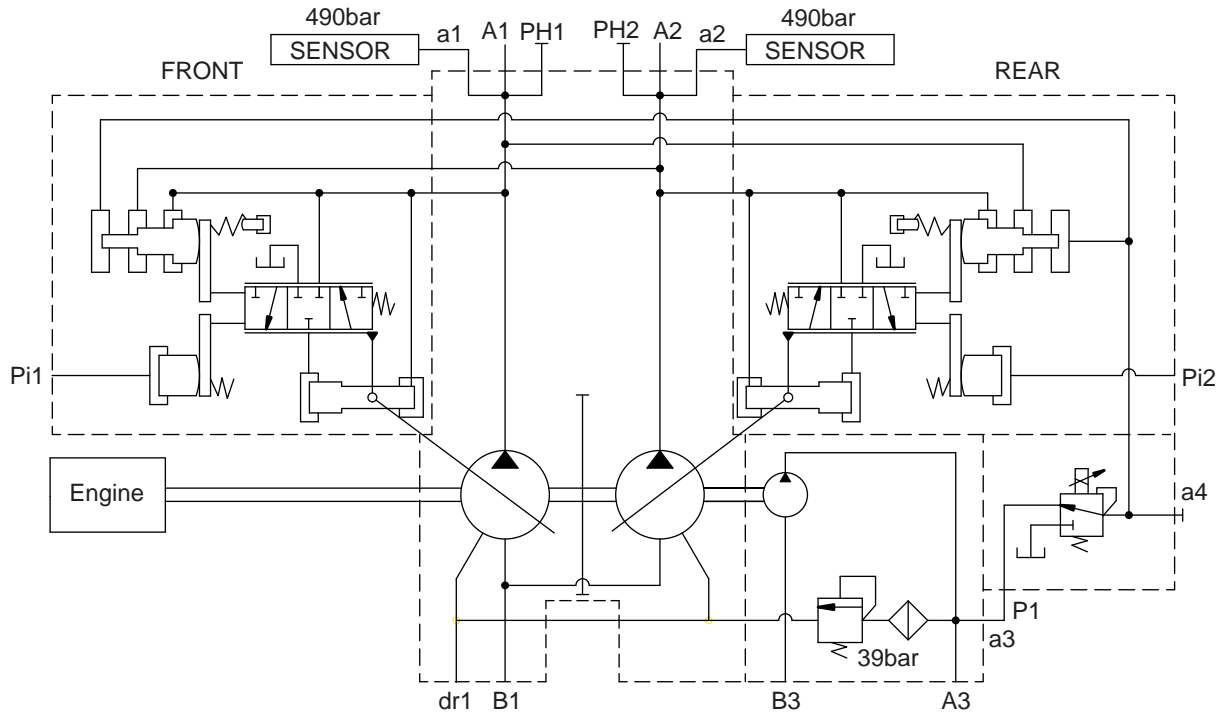 490bar
490bar
a1
A1
PH1
PH2
A2
a2
SENSOR
SENSOR
FRONT
REAR
Pi1
Pi2
Engine
a4
P1
a3
39bar
dr1
B1
B3
A3